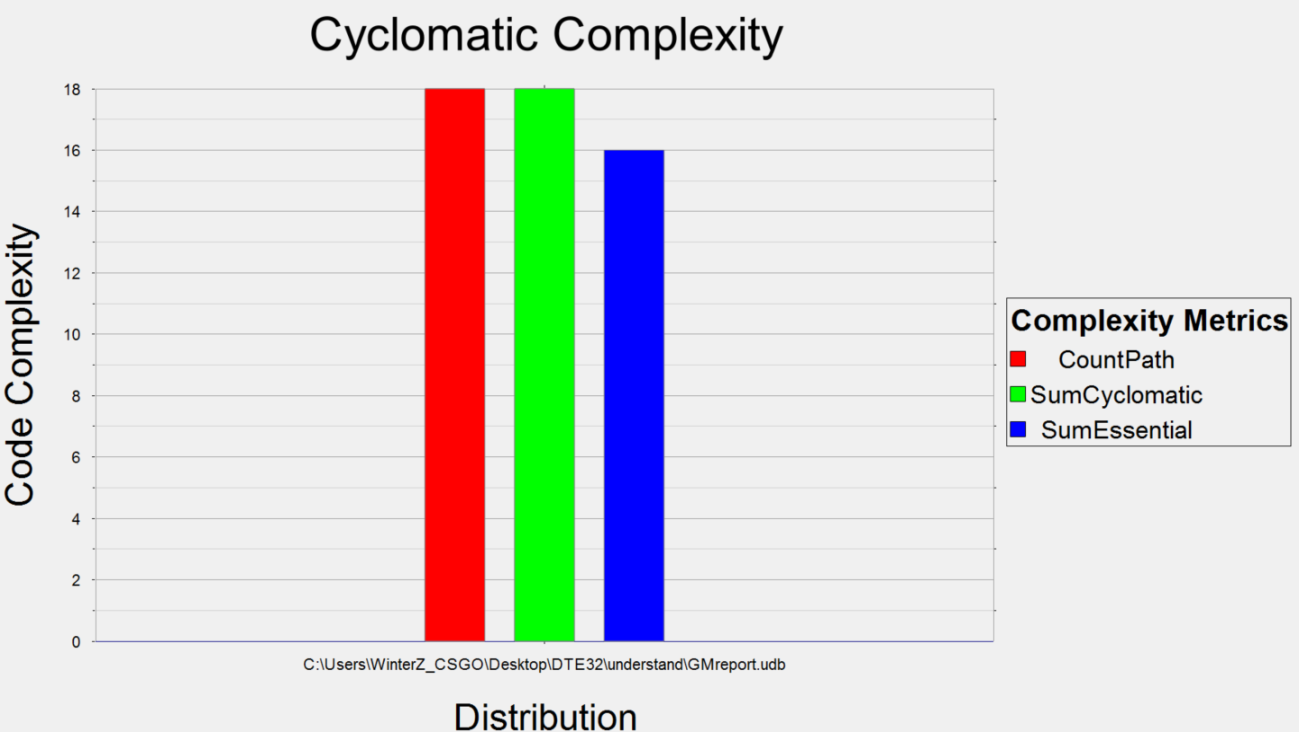 Cyclomatic Complexity
18
16
14
12
10
8
6
4
2
0
Code Complexity
C:\Users\WinterZ_CSGO\Desktop\DTE32\understand\GMreport.udb
Distribution
Complexity Metrics
CountPath
SumCyclomatic
SumEssential